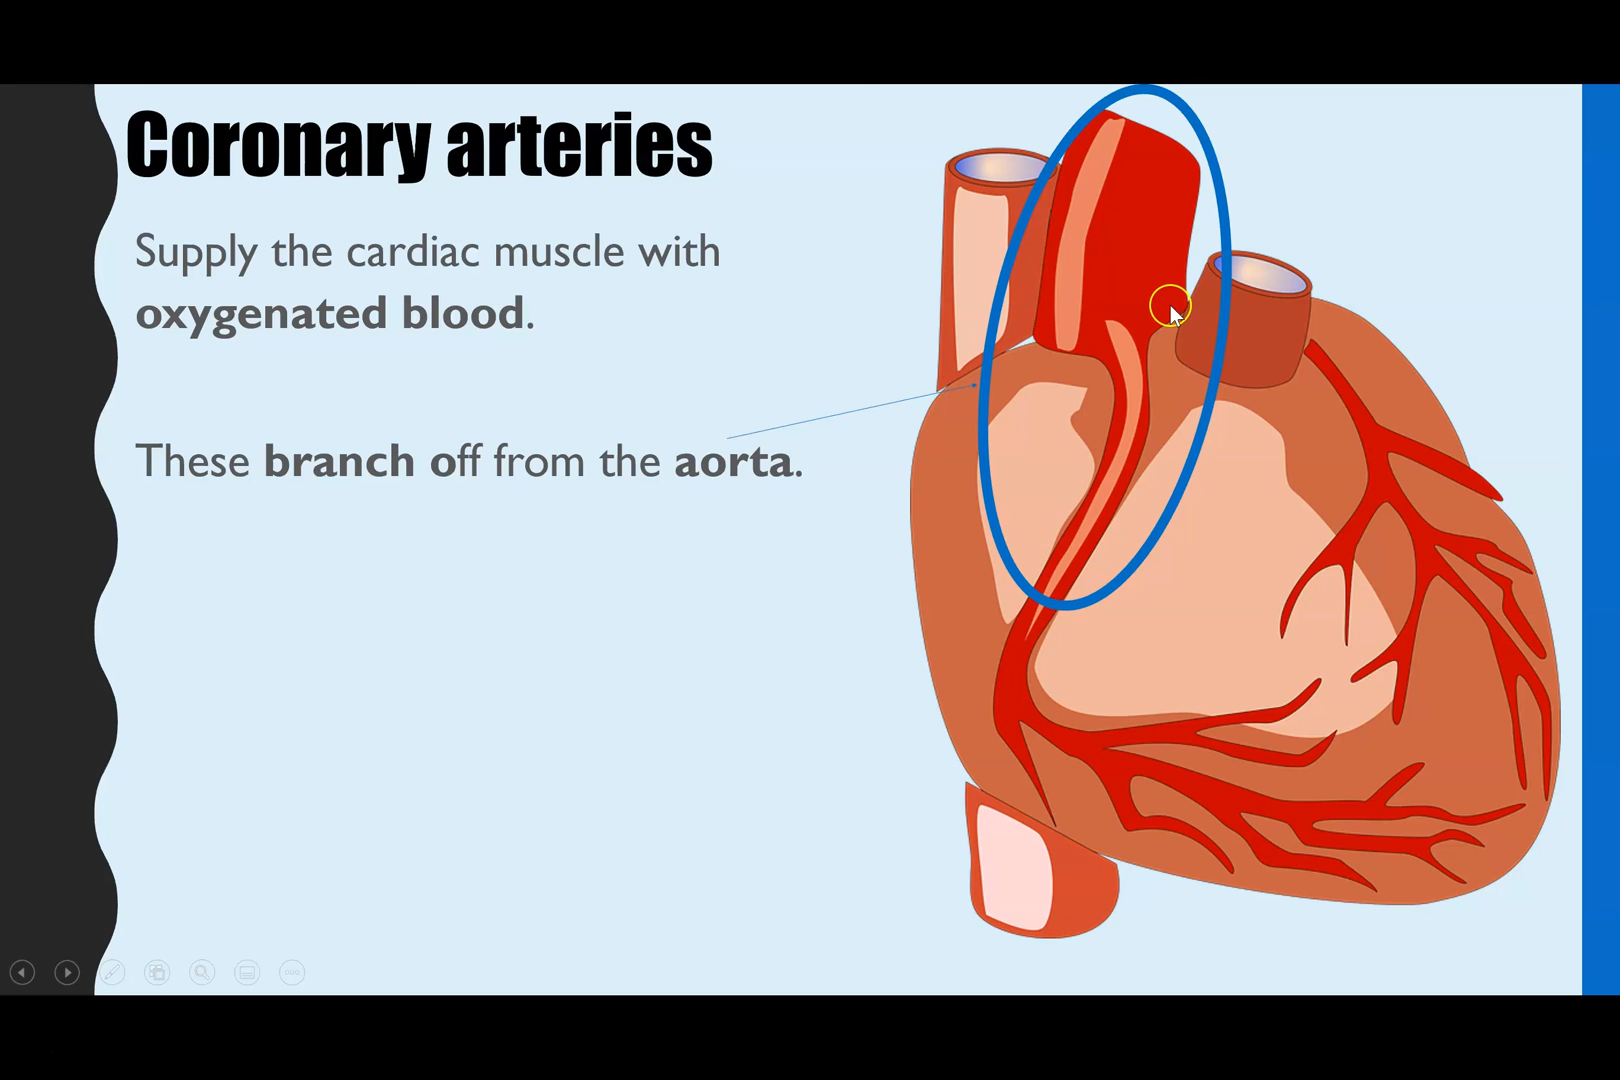 Coronary arteries
Supply the cardiac muscle with
oxygenated blood.
These branch off from the aorta.